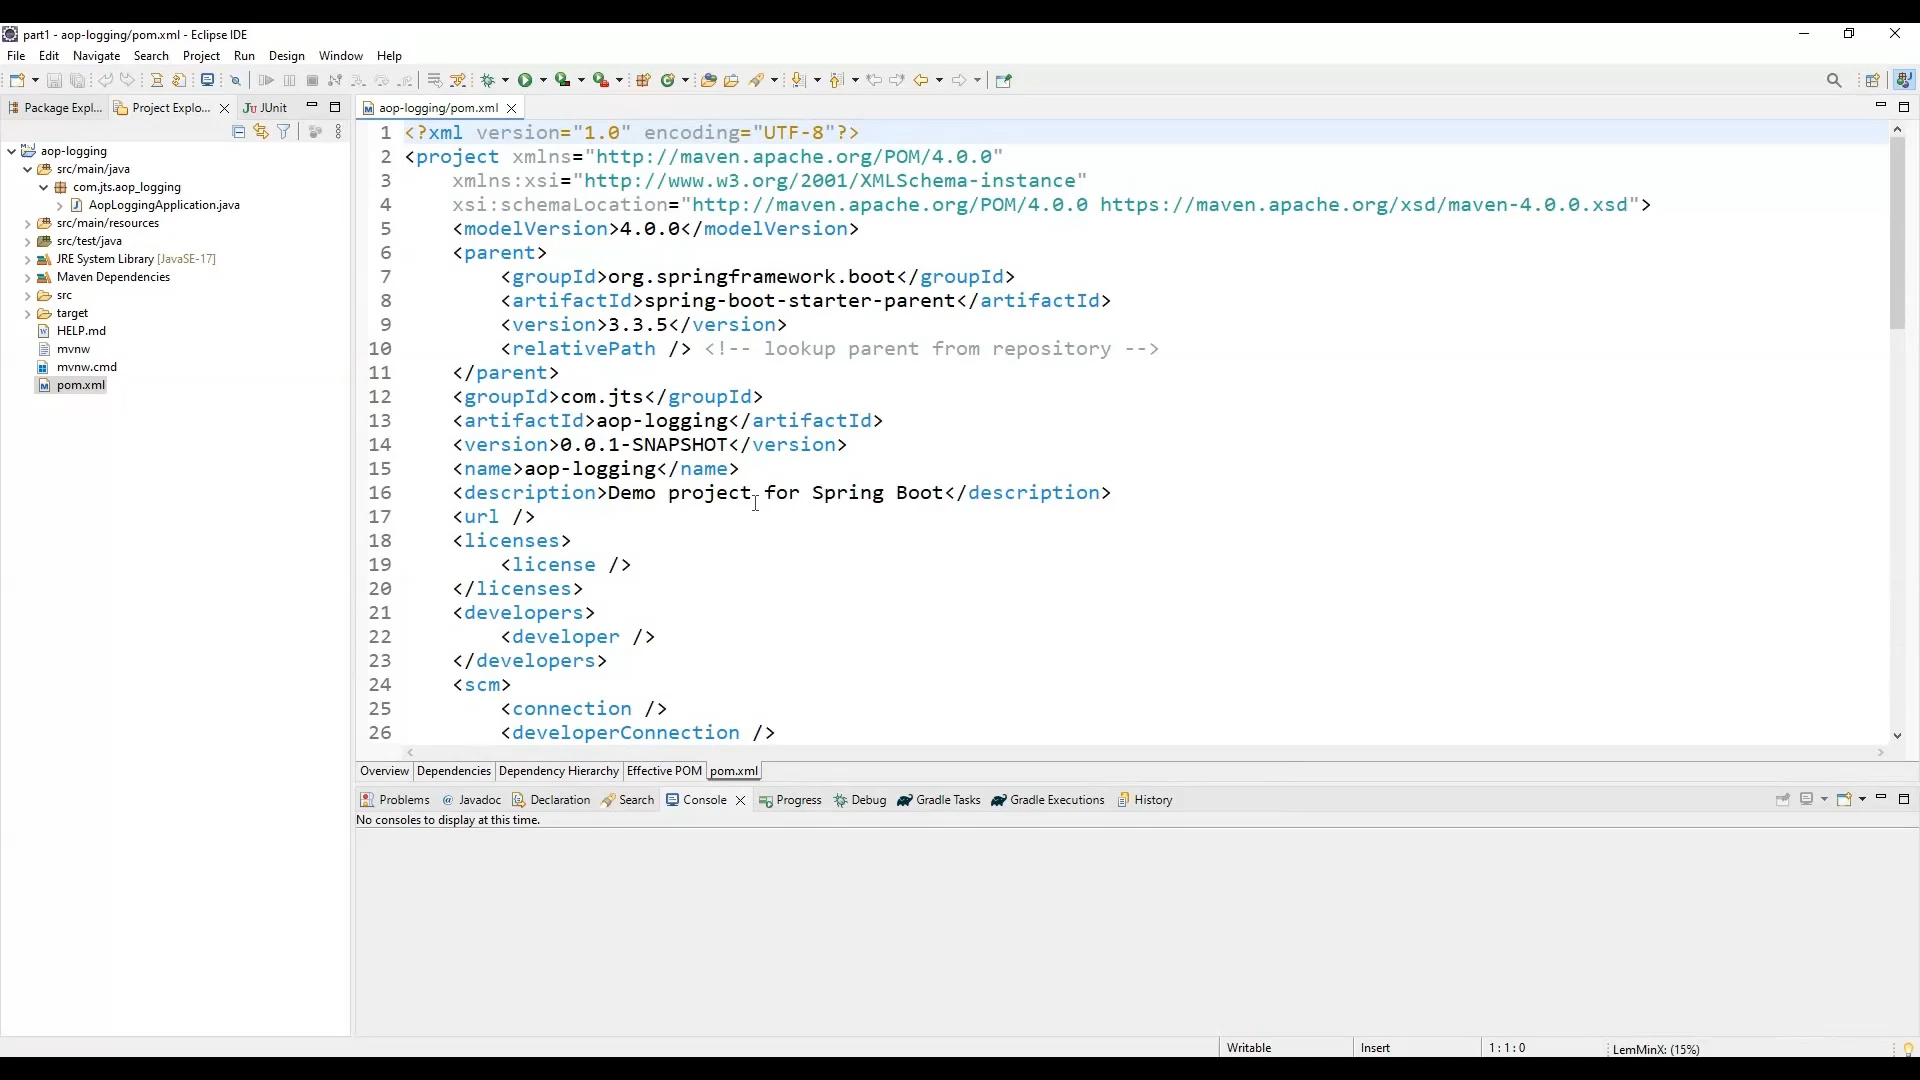 part1 - aop-logging/pom.xml - Eclipse IDE
File Edit Navigate Search Project Run Design Window Help
Package Expl... Project Explo... JUnit
aop-logging/pom.xml
aop-logging
src/main/java
com.jts.aop_logging
AopLoggingApplication.java
src/main/resources
src/test/java
JRE System Library [JavaSE-17]
Maven Dependencies
src
target
HELP.md
mvnw
mvnw.cmd
pom.xml
1 <?xml version="1.0" encoding="UTF-8"?>
2 <project xmlns="http://maven.apache.org/POM/4.0.0"
3 xmlns:xsi="http://www.w3.org/2001/XMLSchema-instance"
4 xsi:schemaLocation="http://maven.apache.org/POM/4.0.0 https://maven.apache.org/xsd/maven-4.0.0.xsd">
5 <modelVersion>4.0.0</modelVersion>
6 <parent>
7 <groupId>org.springframework.boot</groupId>
8 <artifactId>spring-boot-starter-parent</artifactId>
9 <version>3.3.5</version>
10 <relativePath /> <!-- lookup parent from repository -->
11 </parent>
12 <groupId>com.jts</groupId>
13 <artifactId>aop-logging</artifactId>
14 <version>0.0.1-SNAPSHOT</version>
15 <name>aop-logging</name>
16 <description>Demo project for Spring Boot</description>
17 <url />
18 <licenses>
19 <license />
20 </licenses>
21 <developers>
22 <developer />
23 </developers>
24 <scm>
25 <connection />
26 <developerConnection />
Overview Dependencies Dependency Hierarchy Effective POM pom.xml
Problems Javadoc Declaration Search Console Progress Debug Gradle Tasks Gradle Executions History
No consoles to display at this time.
Writable Insert 1 : 1 : 0 LemMinX: (15%)